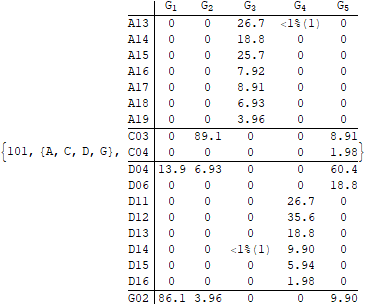 G1 G2 G3 G4 G5
A13 0 0 26.7 <1%(1) 0
A14 0 0 18.8 0 0
A15 0 0 25.7 0 0
A16 0 0 7.92 0 0
A17 0 0 8.91 0 0
A18 0 0 6.93 0 0
A19 0 0 3.96 0 0
C03 0 89.1 0 0 8.91
{101, {A, C, D, G}, C04 0 0 0 0 1.98}
D04 13.9 6.93 0 0 60.4
D06 0 0 0 0 18.8
D11 0 0 0 26.7 0
D12 0 0 0 35.6 0
D13 0 0 0 18.8 0
D14 0 0 <1%(1) 9.90 0
D15 0 0 0 5.94 0
D16 0 0 0 1.98 0
G02 86.1 3.96 0 0 9.90